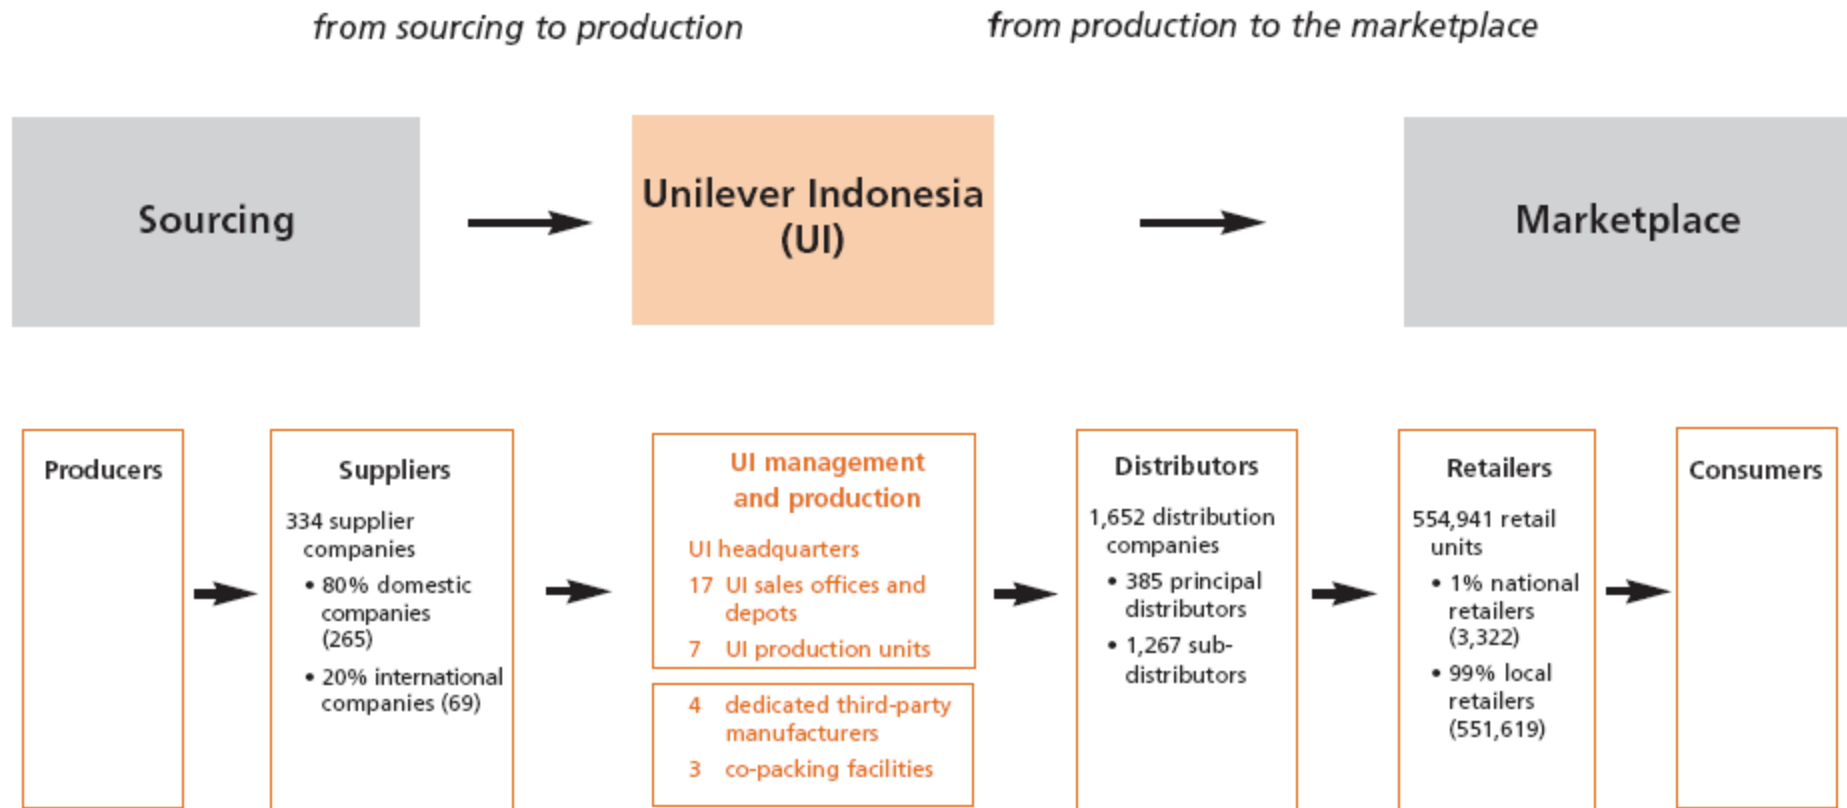 from sourcing to production
from production to the marketplace
Sourcing
Unilever Indonesia
(UI)
Marketplace
Producers
Suppliers
334 supplier
companies
• 80% domestic
companies
(265)
• 20% international
companies (69)
UI management
and production
UI headquarters
17 UI sales offices and
depots
7 UI production units
4 dedicated third-party
manufacturers
3 co-packing facilities
Distributors
1,652 distribution
companies
• 385 principal
distributors
• 1,267 sub-
distributors
Retailers
554,941 retail
units
• 1% national
retailers
(3,322)
• 99% local
retailers
(551,619)
Consumers